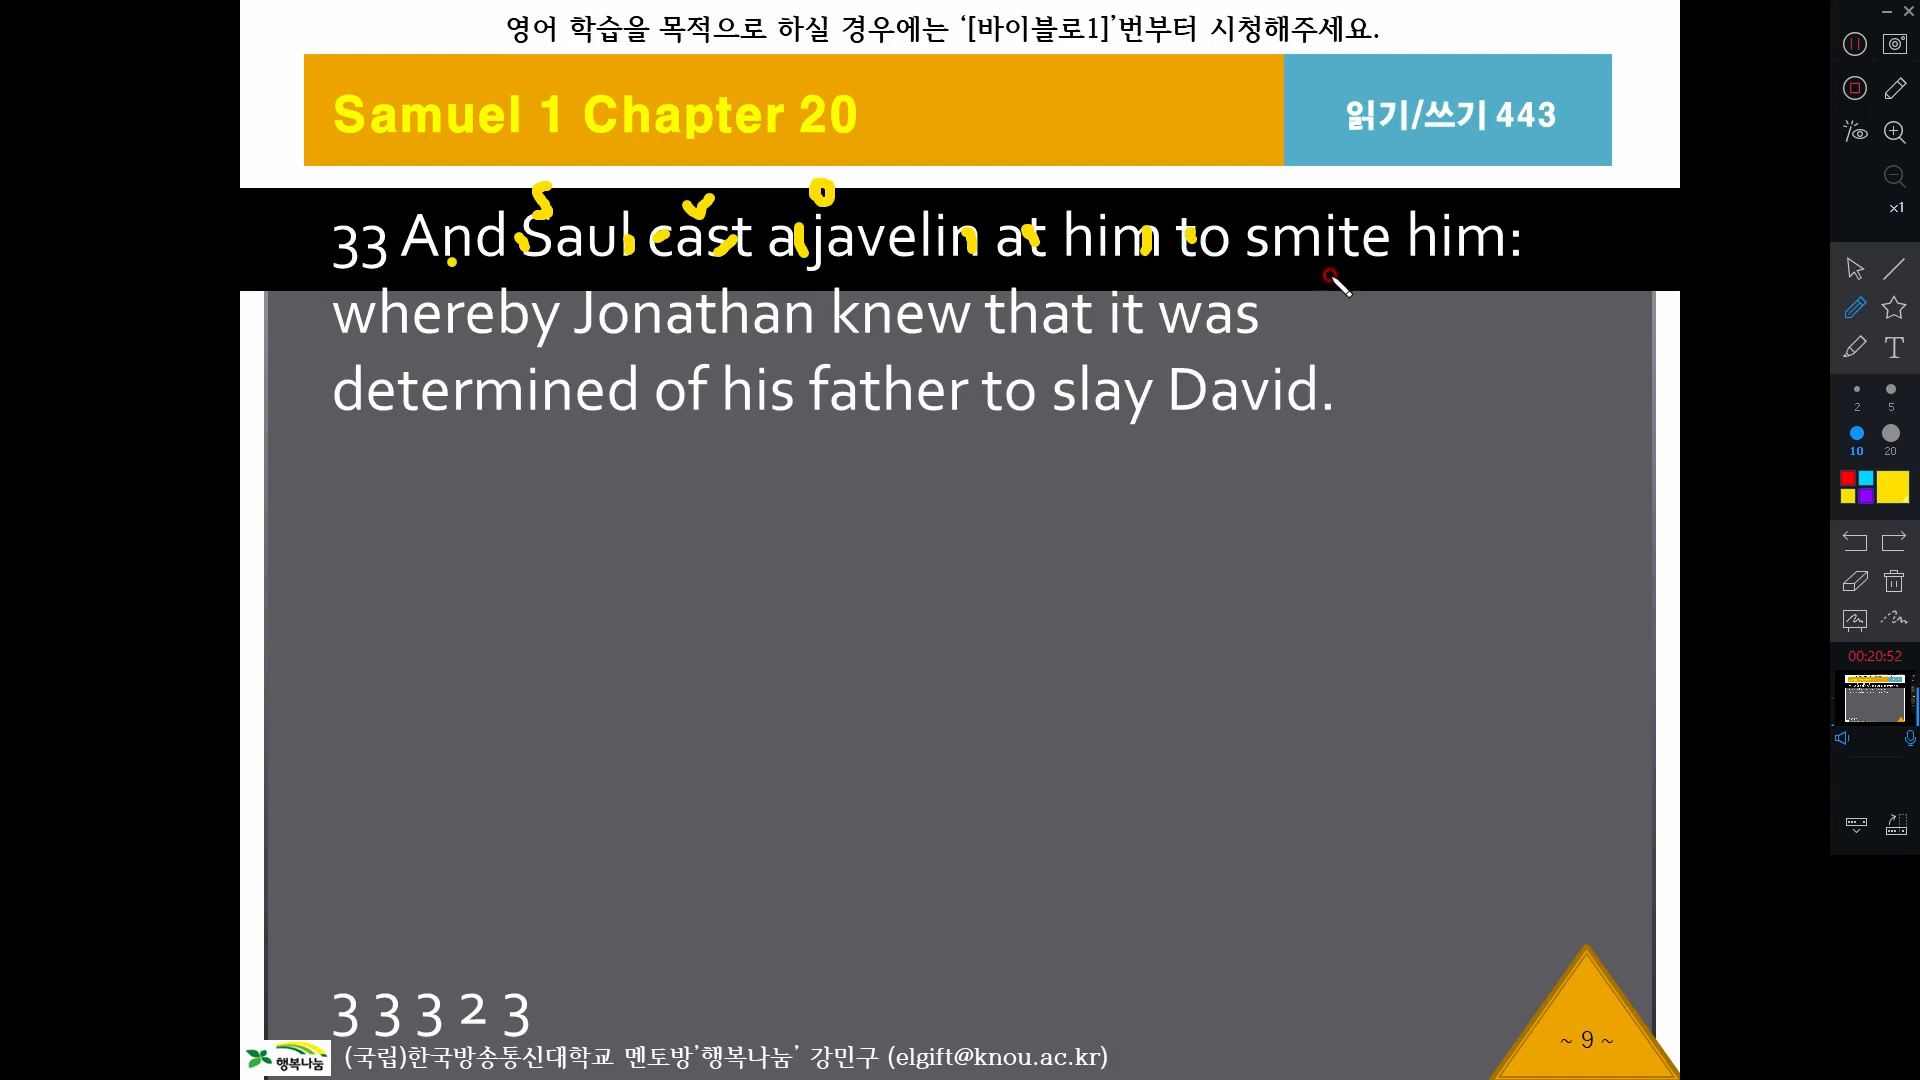 영어 학습을 목적으로 하실 경우에는 ‘[바이블로1]’번부터 시청해주세요.
Samuel 1 Chapter 20
읽기/쓰기 443
S v o
33 And Saul cast a javelin at him to smite him:
whereby Jonathan knew that it was
determined of his father to slay David.
3 3 3 2 3
~ 9 ~
행복나눔
(국립)한국방송통신대학교 멘토방’행복나눔’ 강민구 (elgift@knou.ac.kr)
x1
T
2 5
10 20
00:20:52